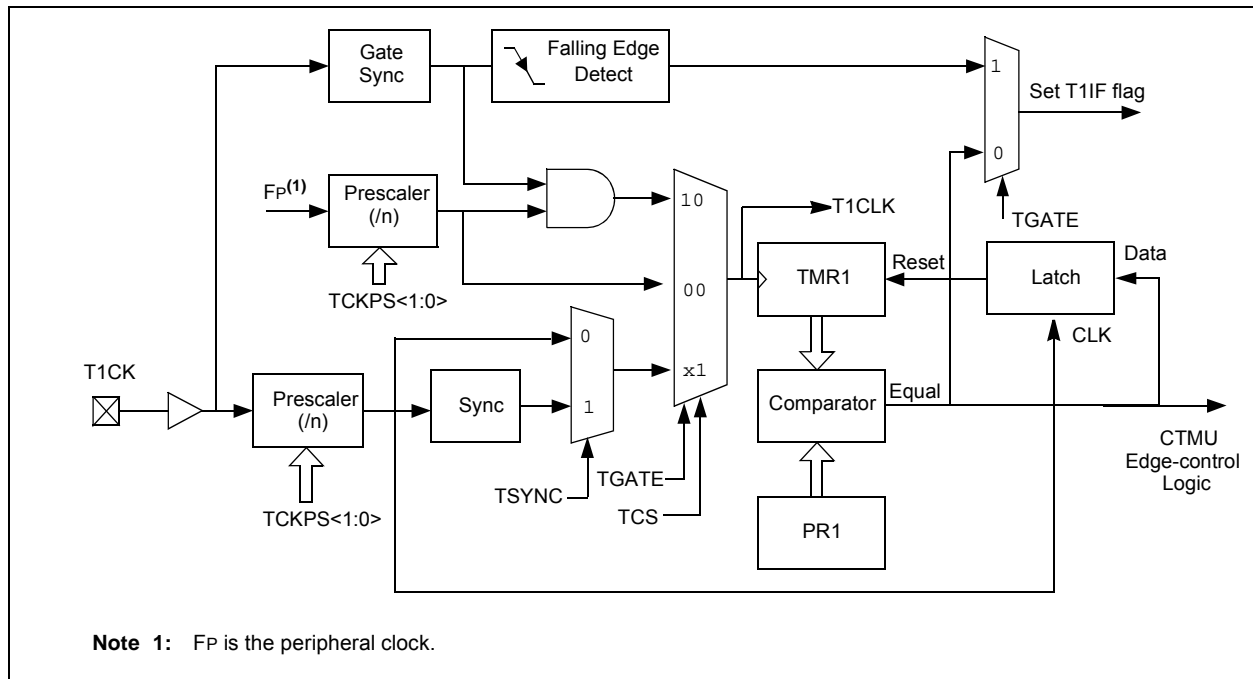 Gate
Sync
Falling Edge
Detect
1
Set T1IF flag
0
TGATE
FP(1)
Prescaler
(/n)
TCKPS<1:0>
10
00
x1
T1CLK
TMR1
Reset
Latch
Data
CLK
T1CK
Prescaler
(/n)
TCKPS<1:0>
Sync
0
1
TSYNC
TGATE
TCS
Comparator
Equal
PR1
CTMU
Edge-control
Logic
Note 1: FP is the peripheral clock.